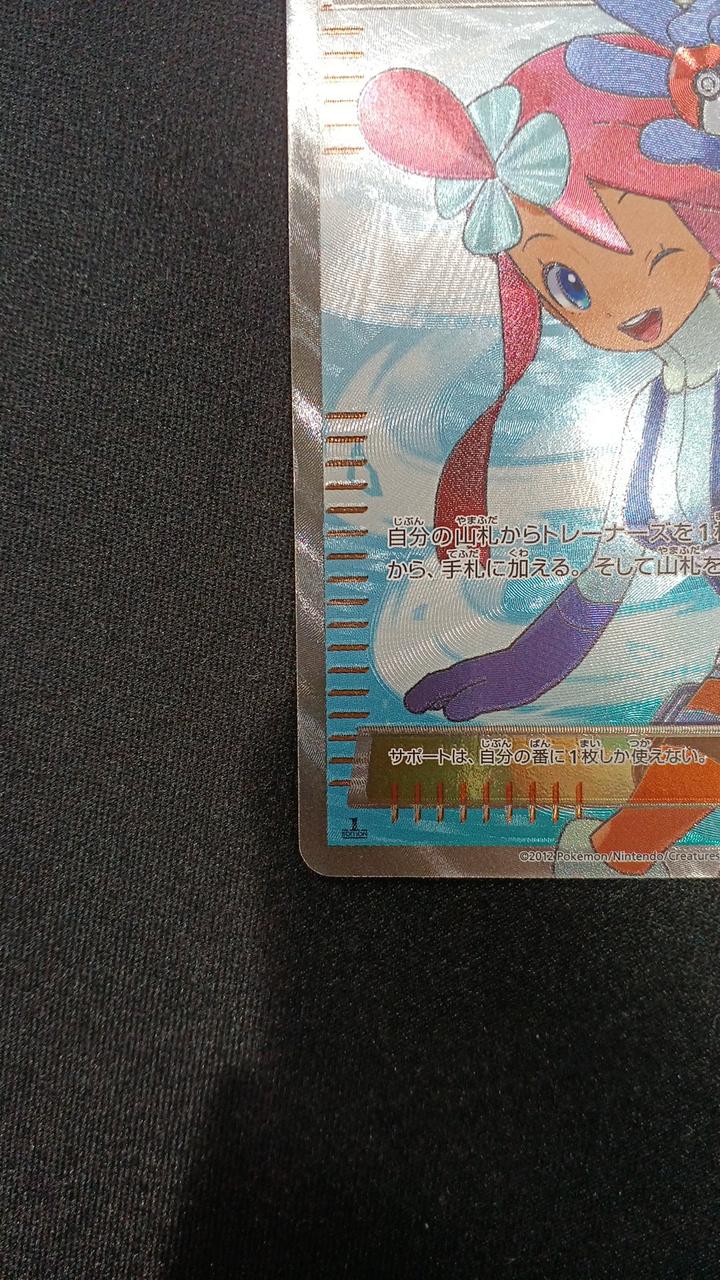 自分の山札からトレーナーズを1
から、手札に加える。そして山札を
サポートは、自分の番に1枚しか使えない。
1
EDITION
©2012 Pokemon/Nintendo/Creatures